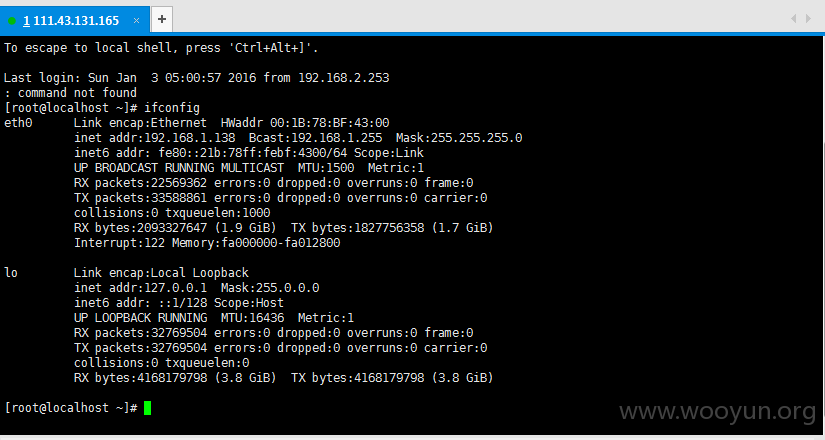 1 111.43.131.165
To escape to local shell, press 'Ctrl+Alt+]'.
Last login: Sun Jan  3 05:00:57 2016 from 192.168.2.253
: command not found
[root@localhost ~]# ifconfig
eth0      Link encap:Ethernet  HWaddr 00:1B:78:BF:43:00
          inet addr:192.168.1.138  Bcast:192.168.1.255  Mask:255.255.255.0
          inet6 addr: fe80::21b:78ff:febf:4300/64 Scope:Link
          UP BROADCAST RUNNING MULTICAST  MTU:1500  Metric:1
          RX packets:22569362 errors:0 dropped:0 overruns:0 frame:0
          TX packets:33588861 errors:0 dropped:0 overruns:0 carrier:0
          collisions:0 txqueuelen:1000
          RX bytes:2093327647 (1.9 GiB)  TX bytes:1827756358 (1.7 GiB)
          Interrupt:122 Memory:fa000000-fa012800
lo        Link encap:Local Loopback
          inet addr:127.0.0.1  Mask:255.0.0.0
          inet6 addr: ::1/128 Scope:Host
          UP LOOPBACK RUNNING  MTU:16436  Metric:1
          RX packets:32769504 errors:0 dropped:0 overruns:0 frame:0
          TX packets:32769504 errors:0 dropped:0 overruns:0 carrier:0
          collisions:0 txqueuelen:0
          RX bytes:4168179798 (3.8 GiB)  TX bytes:4168179798 (3.8 GiB)
[root@localhost ~]#
www.wooyun.org